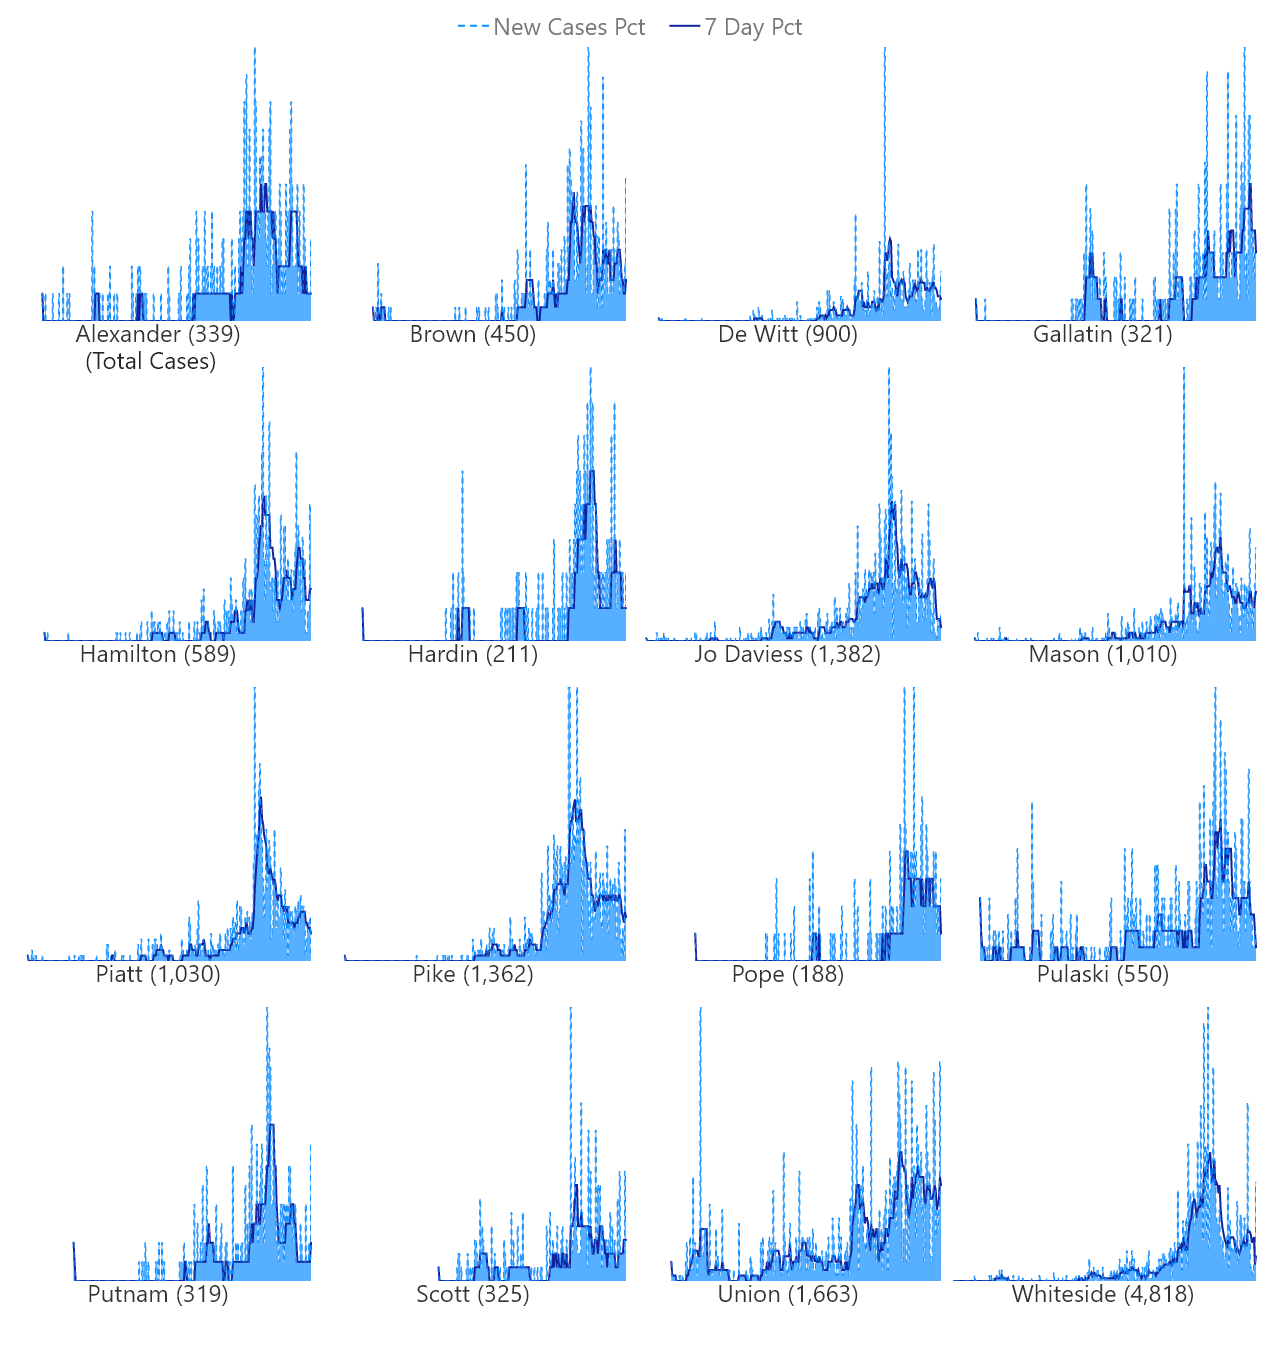 New Cases Pct 7 Day Pct
Alexander (339) Brown (450) De Witt (900) Gallatin (321)
(Total Cases)
Hamilton (589) Hardin (211) Jo Daviess (1,382) Mason (1,010)
Piatt (1,030) Pike (1,362) Pope (188) Pulaski (550)
Putnam (319) Scott (325) Union (1,663) Whiteside (4,818)